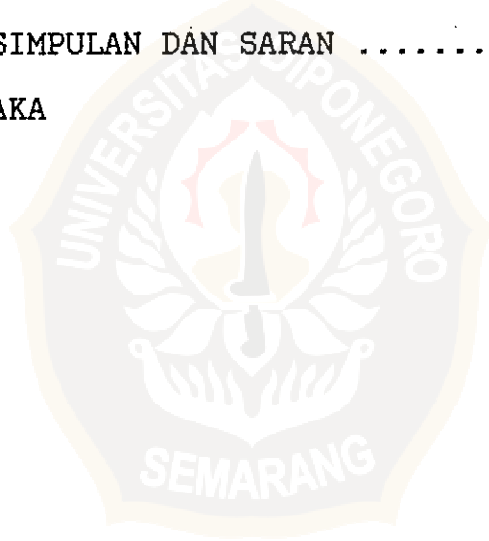 SIMPULAN DAN SARAN .......
AKA
UNIVERSITAS DIPONEGORO
SEMARANG